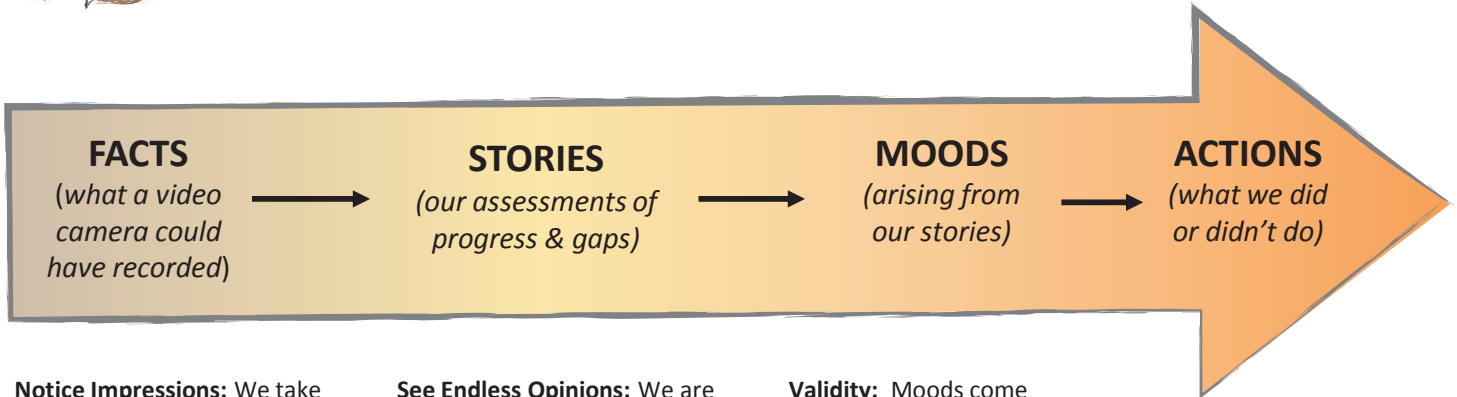 FACTS
(what a video
camera could
have recorded)
STORIES
(our assessments of
progress & gaps)
MOODS
(arising from
our stories)
ACTIONS
(what we did
or didn’t do)
Notice Impressions: We take
See Endless Opinions: We are
Validity: Moods come